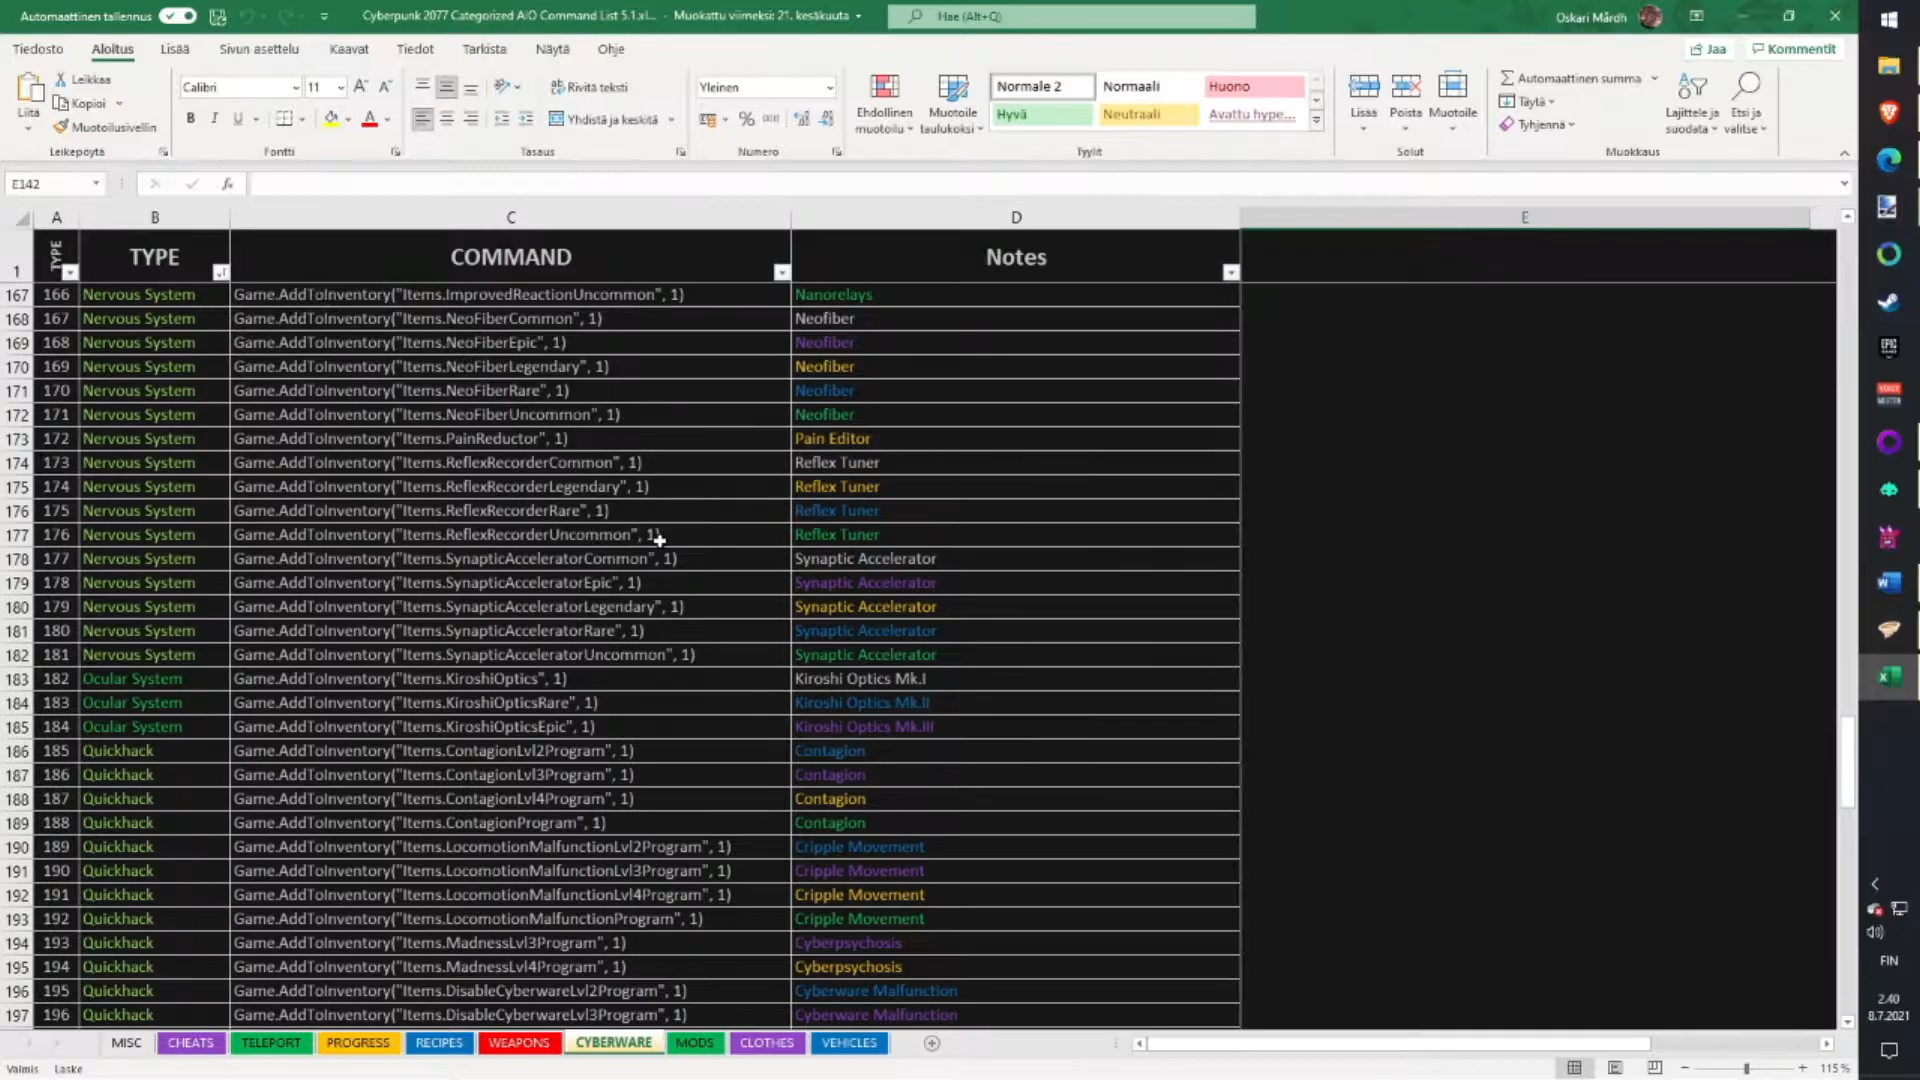 Automaattinen tallennus
Cyberpunk 2077 Categorized AIO Command List 5.1.xl... - Muokattu viimeksi: 21. kesäkuuta
Hae (Alt+Q)
Oskari Mårdh
Tiedosto Aloitus Lisää Sivun asettelu Kaavat Tiedot Tarkista Näytä Ohje
Jaa Kommentit
Liitä
Leikkaa
Kopioi
Muotoilusivellin
Leikepöytä
Calibri 11
B I U
Fontti
Rivitä teksti
Yhdistä ja keskitä
Tasaus
Yleinen
Numero
Ehdollinen muotoilu
Muotoile taulukoksi
Normale 2 Normaali Huono
Hyvä Neutraali Avattu hype...
Tyylit
Lisää Poista Muotoile
Solut
Automaattinen summa
Täytä
Tyhjennä
Lajittele ja suodata
Etsi ja valitse
Muokkaus
E142
fx
A B C D E
1 TYPE TYPE COMMAND Notes
167 166 Nervous System Game.AddToInventory("Items.ImprovedReactionUncommon", 1) Nanorelays
168 167 Nervous System Game.AddToInventory("Items.NeoFiberCommon", 1) Neofiber
169 168 Nervous System Game.AddToInventory("Items.NeoFiberEpic", 1) Neofiber
170 169 Nervous System Game.AddToInventory("Items.NeoFiberLegendary", 1) Neofiber
171 170 Nervous System Game.AddToInventory("Items.NeoFiberRare", 1) Neofiber
172 171 Nervous System Game.AddToInventory("Items.NeoFiberUncommon", 1) Neofiber
173 172 Nervous System Game.AddToInventory("Items.PainReductor", 1) Pain Editor
174 173 Nervous System Game.AddToInventory("Items.ReflexRecorderCommon", 1) Reflex Tuner
175 174 Nervous System Game.AddToInventory("Items.ReflexRecorderLegendary", 1) Reflex Tuner
176 175 Nervous System Game.AddToInventory("Items.ReflexRecorderRare", 1) Reflex Tuner
177 176 Nervous System Game.AddToInventory("Items.ReflexRecorderUncommon", 1) Reflex Tuner
178 177 Nervous System Game.AddToInventory("Items.SynapticAcceleratorCommon", 1) Synaptic Accelerator
179 178 Nervous System Game.AddToInventory("Items.SynapticAcceleratorEpic", 1) Synaptic Accelerator
180 179 Nervous System Game.AddToInventory("Items.SynapticAcceleratorLegendary", 1) Synaptic Accelerator
181 180 Nervous System Game.AddToInventory("Items.SynapticAcceleratorRare", 1) Synaptic Accelerator
182 181 Nervous System Game.AddToInventory("Items.SynapticAcceleratorUncommon", 1) Synaptic Accelerator
183 182 Ocular System Game.AddToInventory("Items.KiroshiOptics", 1) Kiroshi Optics Mk.I
184 183 Ocular System Game.AddToInventory("Items.KiroshiOpticsRare", 1) Kiroshi Optics Mk.II
185 184 Ocular System Game.AddToInventory("Items.KiroshiOpticsEpic", 1) Kiroshi Optics Mk.III
186 185 Quickhack Game.AddToInventory("Items.ContagionLvl2Program", 1) Contagion
187 186 Quickhack Game.AddToInventory("Items.ContagionLvl3Program", 1) Contagion
188 187 Quickhack Game.AddToInventory("Items.ContagionLvl4Program", 1) Contagion
189 188 Quickhack Game.AddToInventory("Items.ContagionProgram", 1) Contagion
190 189 Quickhack Game.AddToInventory("Items.LocomotionMalfunctionLvl2Program", 1) Cripple Movement
191 190 Quickhack Game.AddToInventory("Items.LocomotionMalfunctionLvl3Program", 1) Cripple Movement
192 191 Quickhack Game.AddToInventory("Items.LocomotionMalfunctionLvl4Program", 1) Cripple Movement
193 192 Quickhack Game.AddToInventory("Items.LocomotionMalfunctionProgram", 1) Cripple Movement
194 193 Quickhack Game.AddToInventory("Items.MadnessLvl3Program", 1) Cyberpsychosis
195 194 Quickhack Game.AddToInventory("Items.MadnessLvl4Program", 1) Cyberpsychosis
196 195 Quickhack Game.AddToInventory("Items.DisableCyberwareLvl2Program", 1) Cyberware Malfunction
197 196 Quickhack Game.AddToInventory("Items.DisableCyberwareLvl3Program", 1) Cyberware Malfunction
MISC CHEATS TELEPORT PROGRESS RECIPES WEAPONS CYBERWARE MODS CLOTHES VEHICLES
Valmis Laske
115 %
EPIC
FIN
2.40
8.7.2021